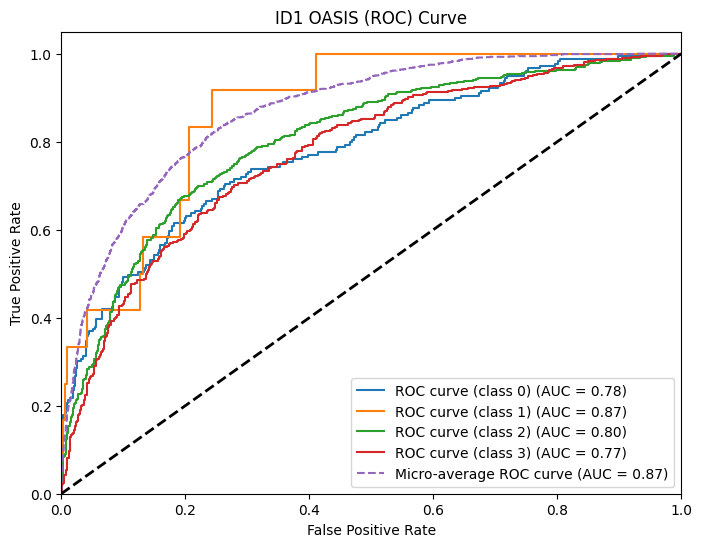 ID1 OASIS (ROC) Curve
True Positive Rate
1.0
0.8
0.6
0.4
0.2
0.0
ROC curve (class 0) (AUC = 0.78)
ROC curve (class 1) (AUC = 0.87)
ROC curve (class 2) (AUC = 0.80)
ROC curve (class 3) (AUC = 0.77)
Micro-average ROC curve (AUC = 0.87)
0.0 0.2 0.4 0.6 0.8 1.0
False Positive Rate